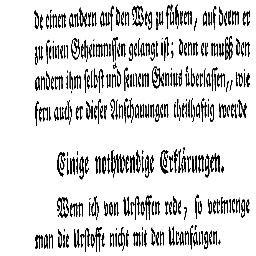 de einen andern auf den Weg zu führen, auf dem er
zu seinen Geheimnissen gelangt ist; denn er muß den
andern ihm selbst und seinem Genius überlassen,, wie
fern auch er dieser Anschauungen theilhaftig werde
Einige nothwendige Erklärungen.
Wenn ich von Urstoffen rede, so vermenge
man die Urstoffe nicht mit den Uranfängen.